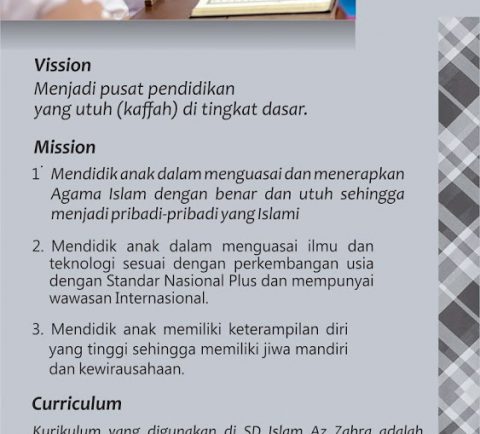 Vission
Menjadi pusat pendidikan
yang utuh (kaffah) di tingkat dasar.
Mission
1. Mendidik anak dalam menguasai dan menerapkan
Agama Islam dengan benar dan utuh sehingga
menjadi pribadi-pribadi yang Islami
2. Mendidik anak dalam menguasai ilmu dan
teknologi sesuai dengan perkembangan usia
dengan Standar Nasional Plus dan mempunyai
wawasan Internasional.
3. Mendidik anak memiliki keterampilan diri
yang tinggi sehingga memiliki jiwa mandiri
dan kewirausahaan.
Curriculum
Kurikulum yang digunakan di SD Islam Az Zahra adalah